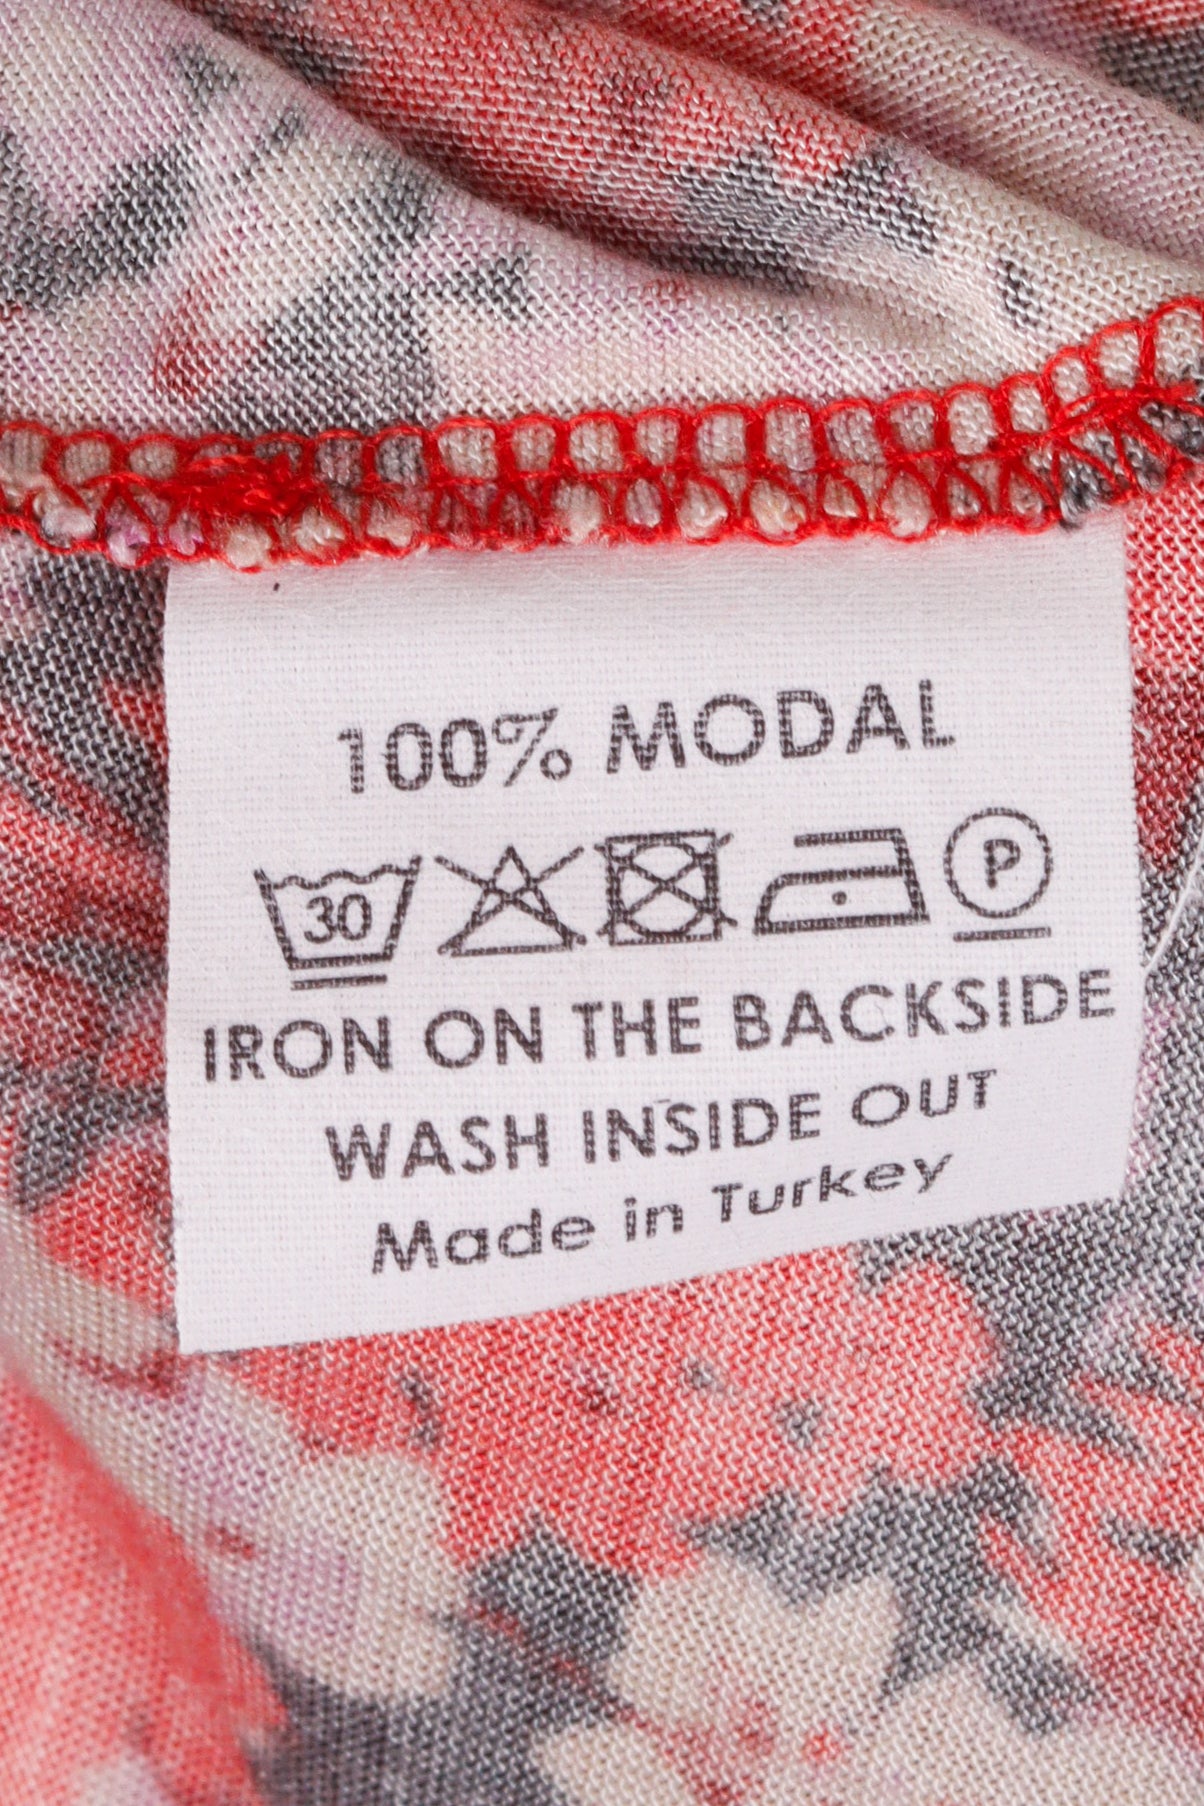 100% MODAL
30 P
IRON ON THE BACKSIDE
WASH INSIDE OUT
Made in Turkey